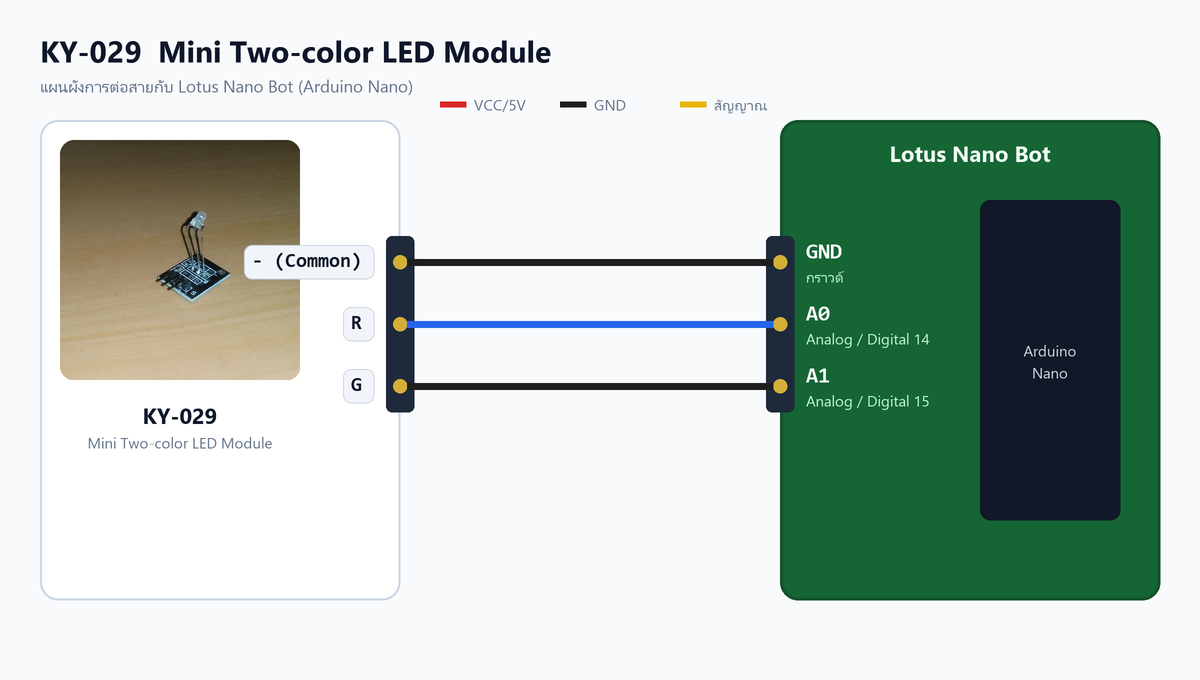 KY-029  Mini Two-color LED Module
แผนผังการต่อสายกับ Lotus Nano Bot (Arduino Nano)
VCC/5V
GND
สัญญาณ
Lotus Nano Bot
- (Common)
R
G
GND
กราวด์
A0
Analog / Digital 14
A1
Analog / Digital 15
Arduino
Nano
KY-029
Mini Two-color LED Module